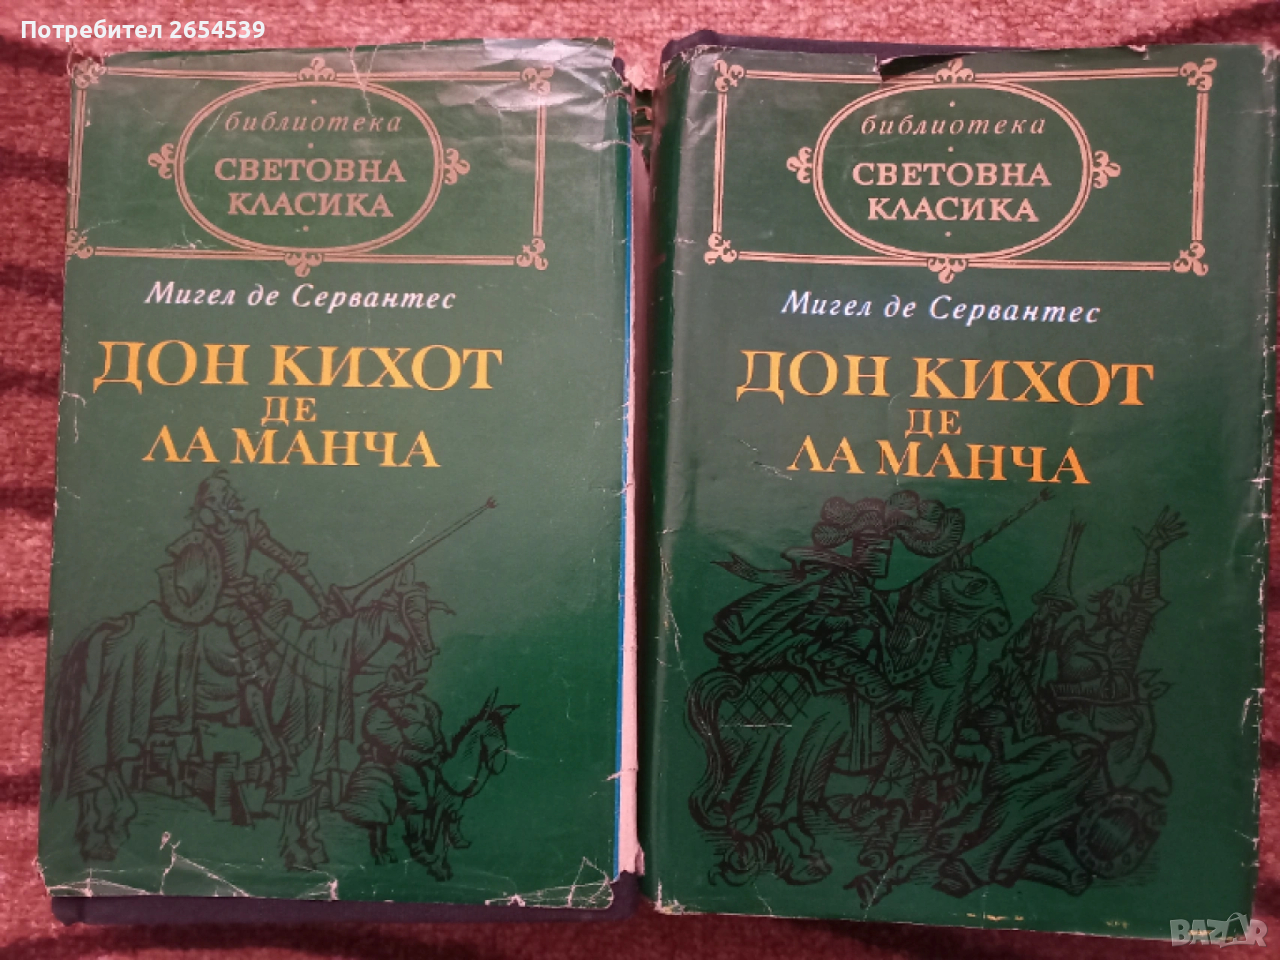 Потребител 2654539
библиотека
СВЕТОВНА
КЛАСИКА
Мигел де Сервантес
ДОН КИХОТ
ДЕ
ЛА МАНЧА
библиотека
СВЕТОВНА
КЛАСИКА
Мигел де Сервантес
ДОН КИХОТ
ДЕ
ЛА МАНЧА
BAZAR